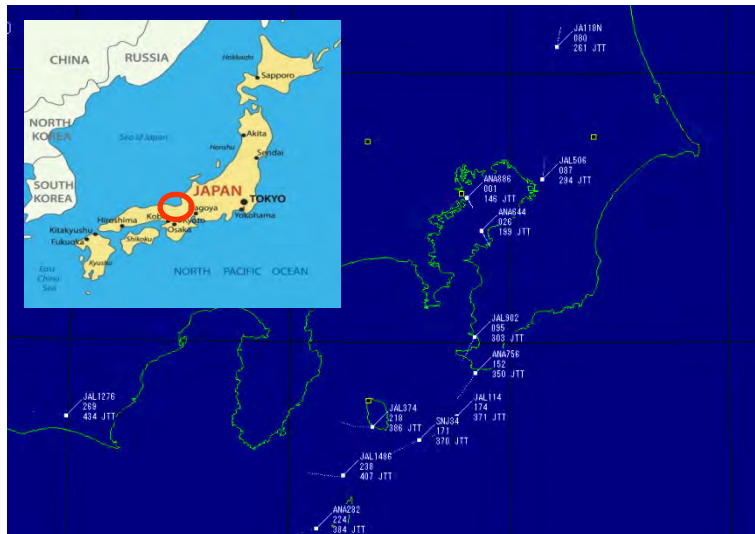 CHINA
RUSSIA
Hokkaido
Sapporo
NORTH
KOREA
Sea of Japan
Akita
Honshu
Sendai
SOUTH
KOREA
JAPAN
TOKYO
Nagoya
Yokohama
Hiroshima
Kobe
Kyoto
Kitakyushu
Osaka
Fukuoka
Shikoku
Kyushu
East
China
Sea
NORTH PACIFIC OCEAN
JA118N
080
261 JTT
JAL506
087
294 JTT
ANA886
001
146 JTT
ANA644
026
199 JTT
JAL902
095
303 JTT
ANA756
152
350 JTT
JAL1276
269
434 JTT
JAL114
174
371 JTT
JAL374
218
386 JTT
SNJ34
171
370 JTT
JAL1486
238
407 JTT
ANA282
224
384 JTT